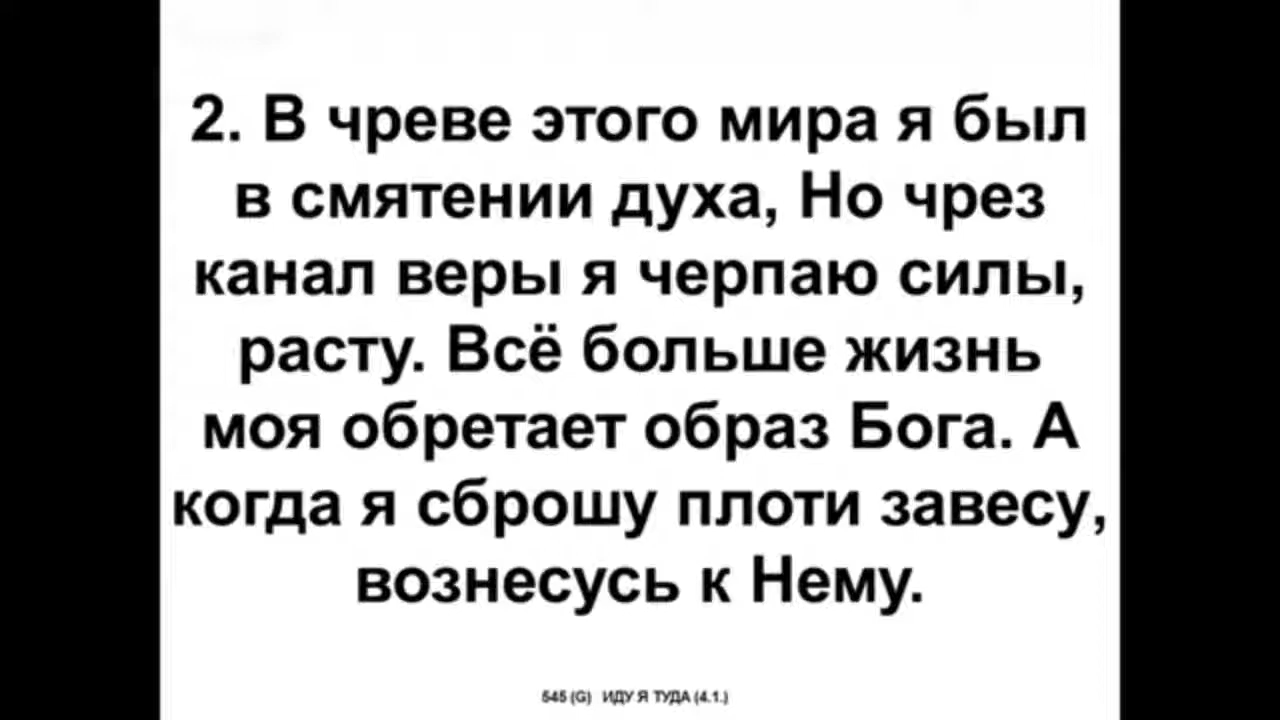 2. В чреве этого мира я был
в смятении духа, Но чрез
канал веры я черпаю силы,
расту. Всё больше жизнь
моя обретает образ Бога. А
когда я сброшу плоти завесу,
вознесусь к Нему.
545 (G) ИДУ Я ТУДА (4.1.)